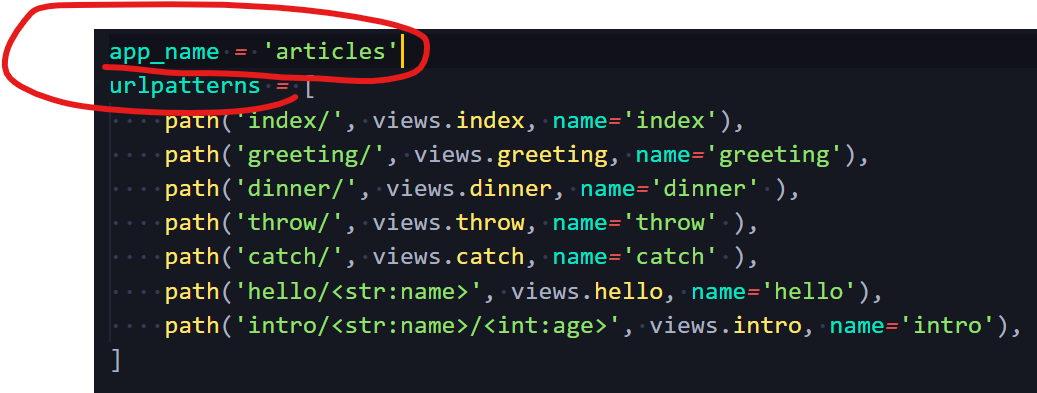 app_name = 'articles'
urlpatterns = [
    path('index/', views.index, name='index'),
    path('greeting/', views.greeting, name='greeting'),
    path('dinner/', views.dinner, name='dinner' ),
    path('throw/', views.throw, name='throw' ),
    path('catch/', views.catch, name='catch' ),
    path('hello/<str:name>', views.hello, name='hello'),
    path('intro/<str:name>/<int:age>', views.intro, name='intro'),
]